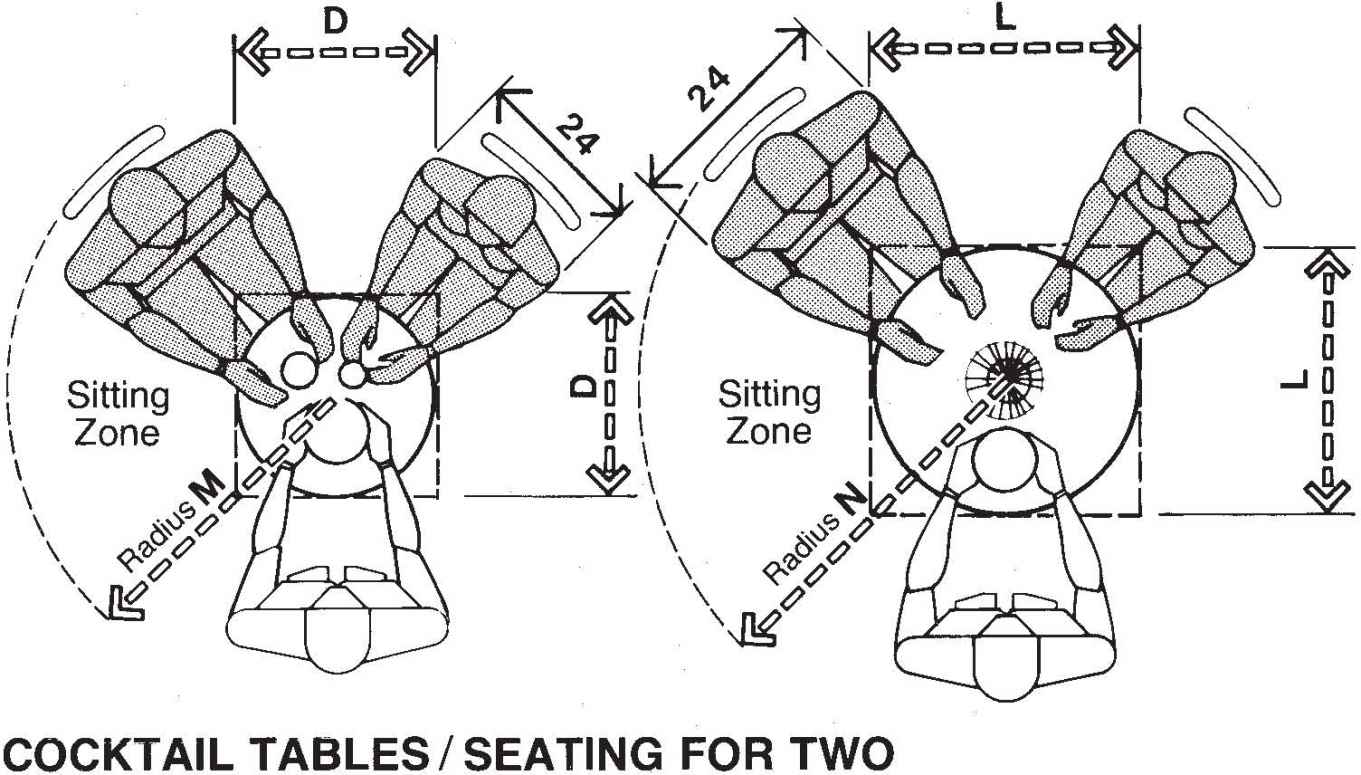 D
L
24
24
Sitting
Zone
D
Sitting
Zone
L
Radius M
Radius N
COCKTAIL TABLES / SEATING FOR TWO